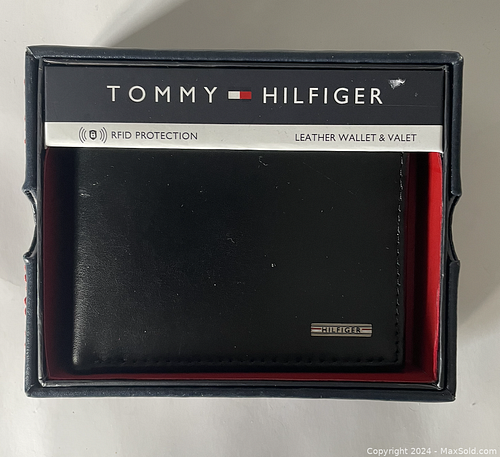 TOMMY HILFIGER
RFID PROTECTION LEATHER WALLET & VALET
HILFIGER
Copyright 2024 - MaxSold.com